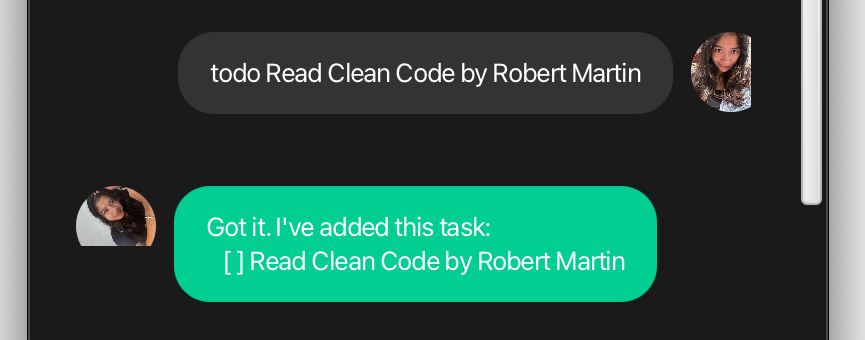 todo Read Clean Code by Robert Martin
Got it. I've added this task:
[ ] Read Clean Code by Robert Martin